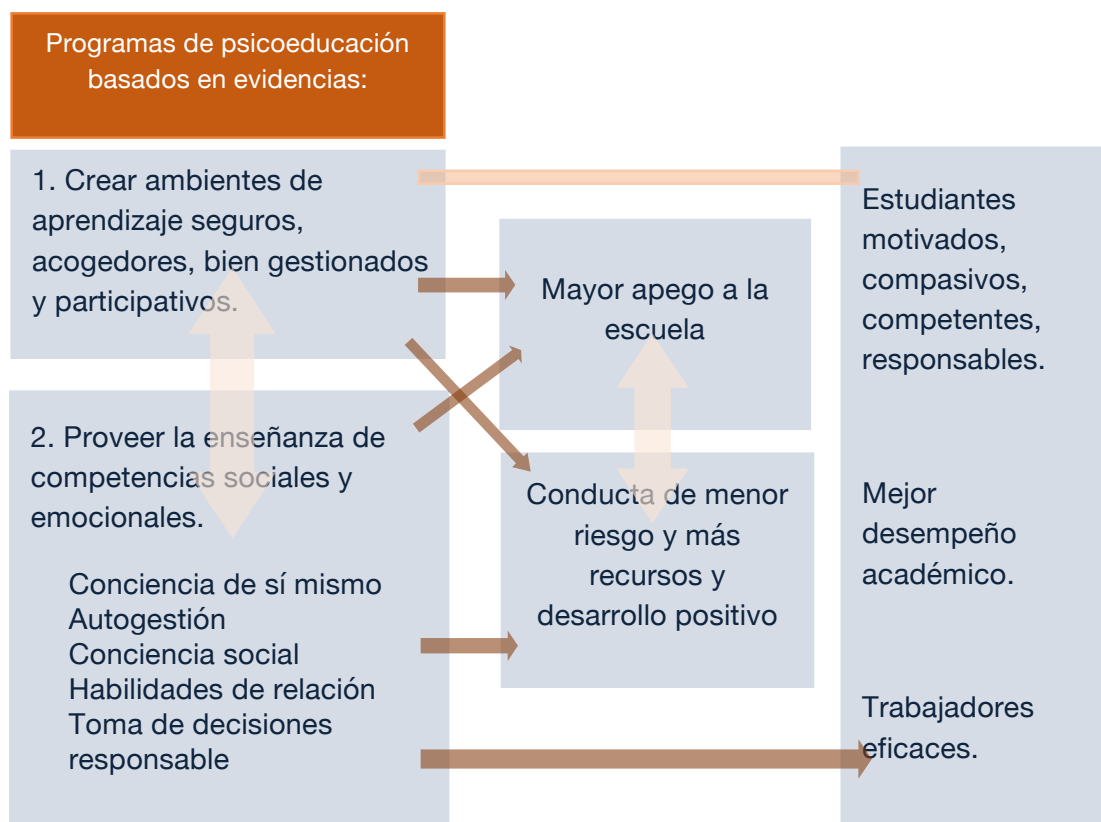 Programas de psicoeducación
basados en evidencias:
1. Crear ambientes de
aprendizaje seguros,
acogedores, bien gestionados
y participativos.
2. Proveer la enseñanza de
competencias sociales y
emocionales.
Conciencia de sí mismo
Autogestión
Conciencia social
Habilidades de relación
Toma de decisiones
responsable
Mayor apego a la
escuela
Conducta de menor
riesgo y más
recursos y
desarrollo positivo
Estudiantes
motivados,
compasivos,
competentes,
responsables.
Mejor
desempeño
académico.
Trabajadores
eficaces.